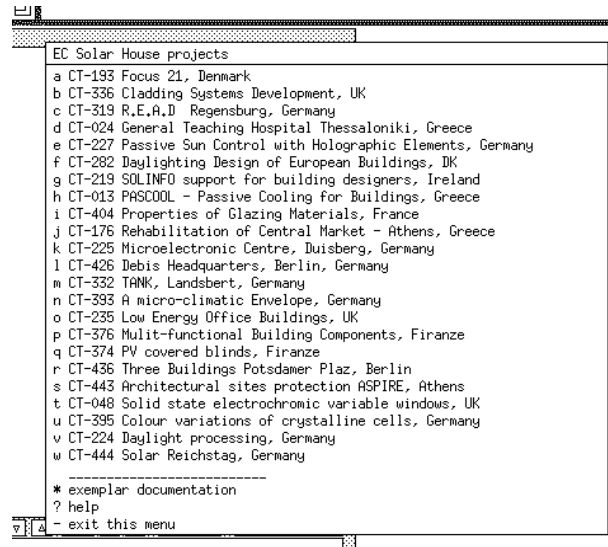 EC Solar House projects
a CT-193 Focus 21, Denmark
b CT-336 Cladding Systems Development, UK
c CT-319 R.E.A.D  Regensburg, Germany
d CT-024 General Teaching Hospital Thessaloniki, Greece
e CT-227 Passive Sun Control with Holographic Elements, Germany
f CT-282 Daylighting Design of European Buildings, DK
g CT-219 SOLINFO support for building designers, Ireland
h CT-013 PASCOOL - Passive Cooling for Buildings, Greece
i CT-404 Properties of Glazing Materials, France
j CT-176 Rehabilitation of Central Market - Athens, Greece
k CT-225 Microelectronic Centre, Duisberg, Germany
l CT-426 Debis Headquarters, Berlin, Germany
m CT-332 TANK, Landsbert, Germany
n CT-393 A micro-climatic Envelope, Germany
o CT-235 Low Energy Office Buildings, UK
p CT-376 Mulit-functional Building Components, Firanze
q CT-374 PV covered blinds, Firanze
r CT-436 Three Buildings Potsdamer Plaz, Berlin
s CT-443 Architectural sites protection ASPIRE, Athens
t CT-048 Solid state electrochromic variable windows, UK
u CT-395 Colour variations of crystalline cells, Germany
v CT-224 Daylight processing, Germany
w CT-444 Solar Reichstag, Germany
__________________________
* exemplar documentation
? help
- exit this menu